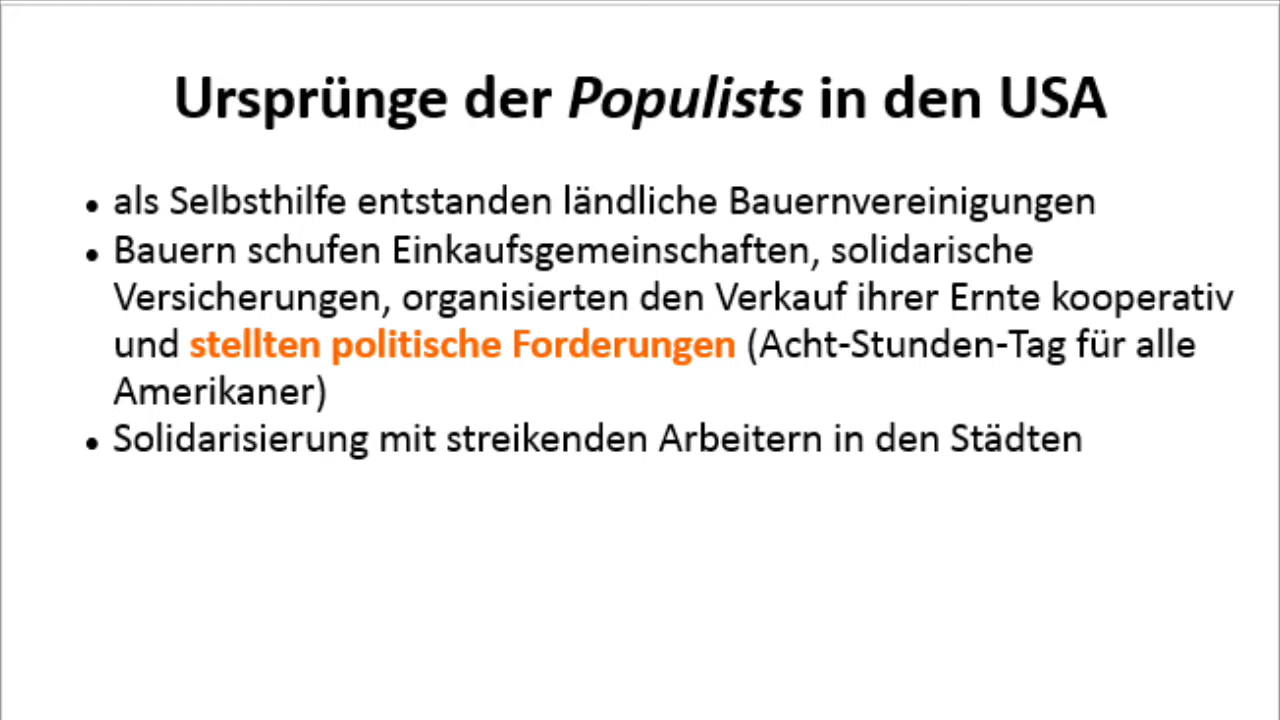 Ursprünge der Populists in den USA
• als Selbsthilfe entstanden ländliche Bauernvereinigungen
• Bauern schufen Einkaufsgemeinschaften, solidarische
Versicherungen, organisierten den Verkauf ihrer Ernte kooperativ
und stellten politische Forderungen (Acht-Stunden-Tag für alle
Amerikaner)
• Solidarisierung mit streikenden Arbeitern in den Städten